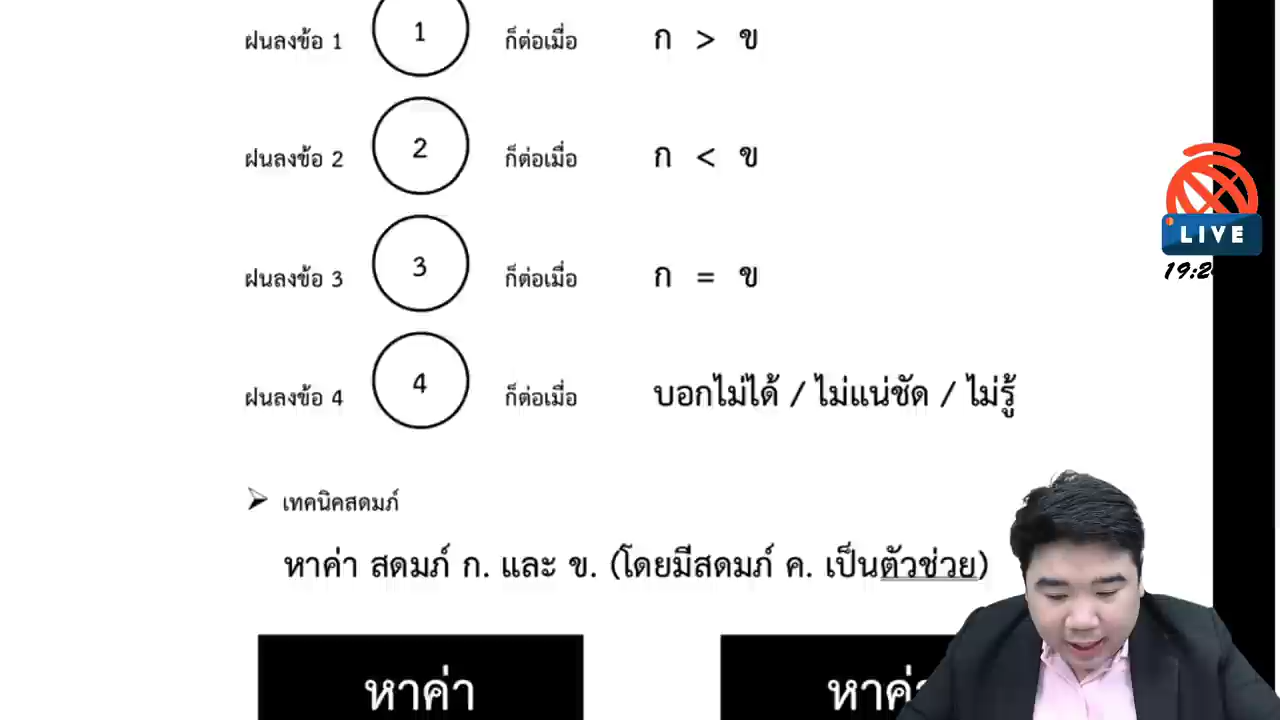 ฝนลงข้อ 1 1 ก็ต่อเมื่อ ก > ข
ฝนลงข้อ 2 2 ก็ต่อเมื่อ ก < ข
LIVE
19:2
ฝนลงข้อ 3 3 ก็ต่อเมื่อ ก = ข
ฝนลงข้อ 4 4 ก็ต่อเมื่อ บอกไม่ได้ / ไม่แน่ชัด / ไม่รู้
เทคนิคสดมภ์
หาค่า สดมภ์ ก. และ ข. (โดยมีสดมภ์ ค. เป็นตัวช่วย)
หาค่า หาค่า